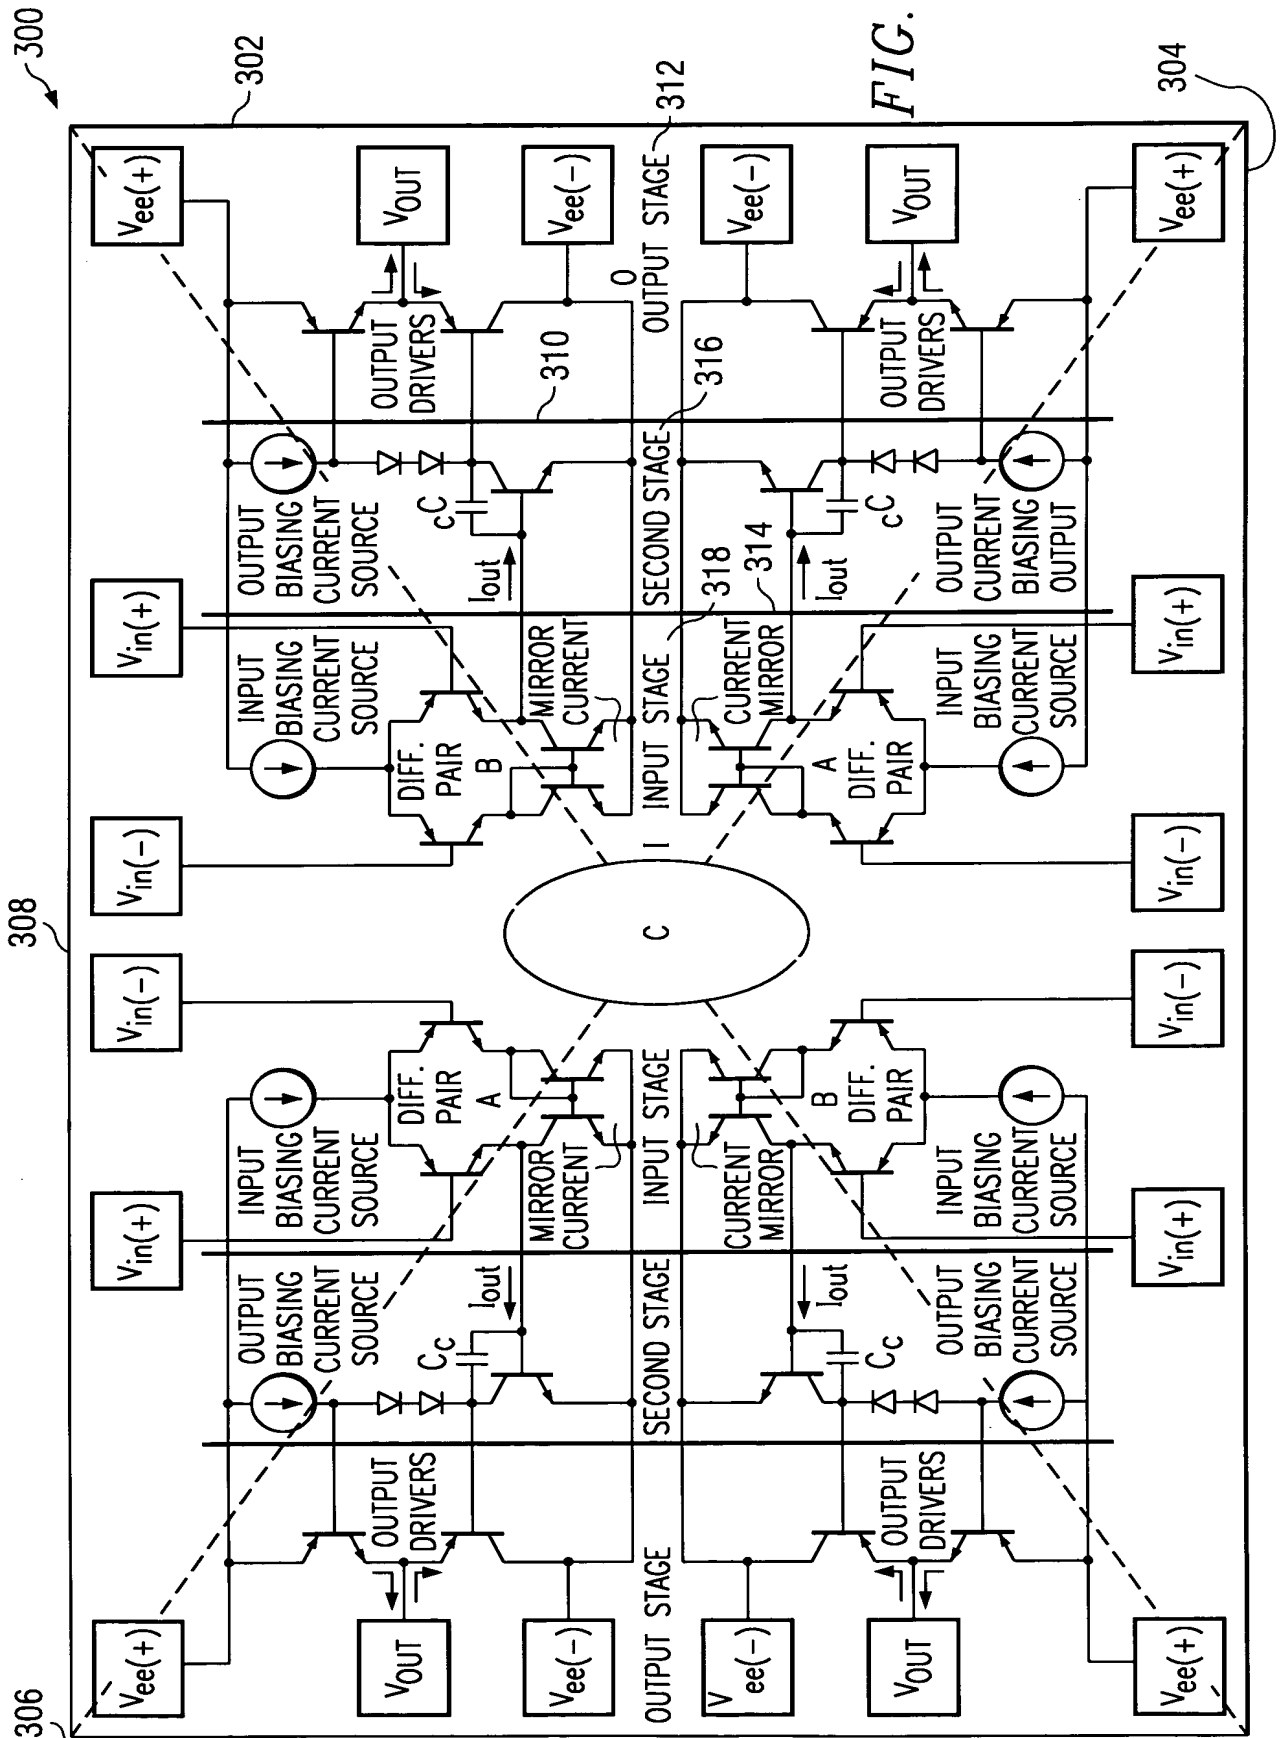 306
308
300
Vee(+)
Vin(+)
Vin(−)
Vin(−)
Vin(+)
Vee(+)
302
OUTPUT
BIASING
CURRENT
SOURCE
INPUT
BIASING
CURRENT
SOURCE
INPUT
BIASING
CURRENT
SOURCE
OUTPUT
BIASING
CURRENT
SOURCE
VOUT
OUTPUT
DRIVERS
Cc
Iout
DIFF.
PAIR
A
DIFF.
PAIR
B
Iout
cC
OUTPUT
DRIVERS
VOUT
Vee(−)
MIRROR
CURRENT
MIRROR
CURRENT
310
Vee(−)
O
OUTPUT STAGE
SECOND STAGE
INPUT STAGE
C
I
INPUT STAGE
SECOND STAGE
OUTPUT STAGE
318
316
312
Vee(−)
CURRENT
MIRROR
CURRENT
MIRROR
314
Vee(−)
VOUT
OUTPUT
DRIVERS
Cc
Iout
B
DIFF.
PAIR
A
DIFF.
PAIR
Iout
cC
OUTPUT
DRIVERS
VOUT
FIG.
OUTPUT
BIASING
CURRENT
SOURCE
INPUT
BIASING
CURRENT
SOURCE
INPUT
BIASING
CURRENT
SOURCE
OUTPUT
CURRENT
BIASING
OUTPUT
Vee(+)
Vin(+)
Vin(−)
Vin(−)
Vin(+)
Vee(+)
304